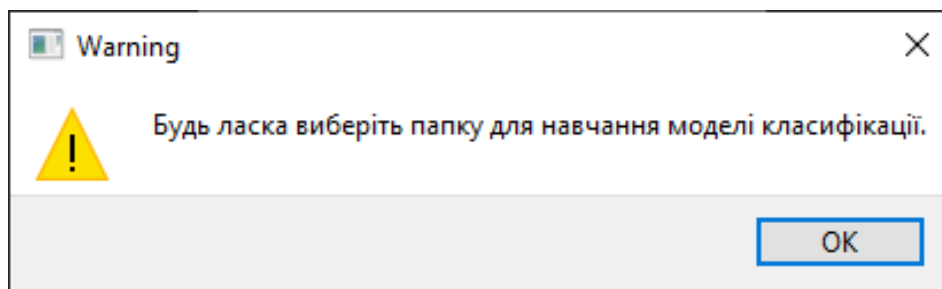 Warning
Будь ласка виберіть папку для навчання моделі класифікації.
OK